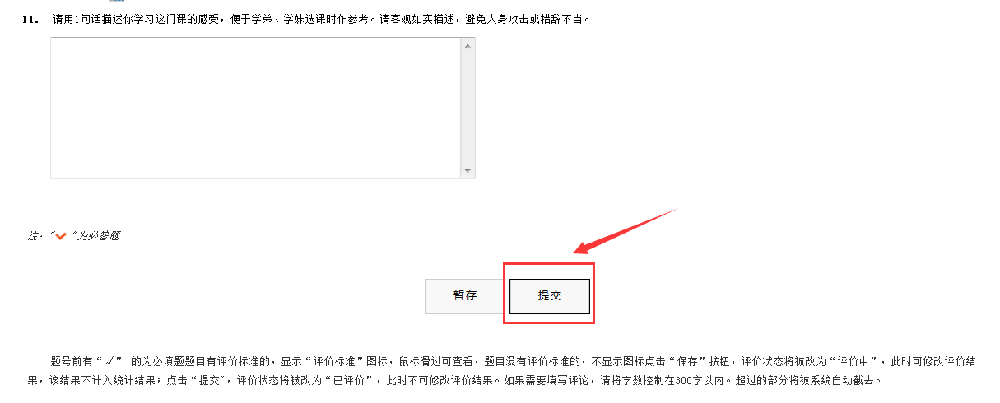 11. 请用1句话描述你学习这门课的感受，便于学弟、学妹选课时作参考。请客观如实描述，避免人身攻击或措辞不当。
注："✓"为必答题
暂存 提交
题号前有“√” 的为必填题题目有评价标准的，显示“评价标准”图标，鼠标滑过可查看，题目没有评价标准的，不显示图标点击“保存”按钮，评价状态将被改为“评价中”，此时可修改评价结
果，该结果不计入统计结果；点击“提交"，评价状态将被改为“已评价”，此时不可修改评价结果。如果需要填写评论，请将字数控制在300字以内。超过的部分将被系统自动截去。